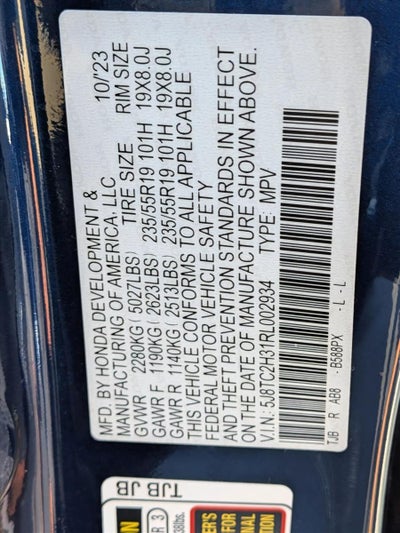 MFD. BY HONDA DEVELOPMENT & 10/'23
MANUFACTURING OF AMERICA, LLC
TIRE SIZE RIM SIZE
GVWR 2280KG ( 5027LBS)
GAWR F 1190KG ( 2623LBS) 235/55R19 101H 19X8.0J
GAWR R 1140KG ( 2513LBS) 235/55R19 101H 19X8.0J
THIS VEHICLE CONFORMS TO ALL APPLICABLE
FEDERAL MOTOR VEHICLE SAFETY
AND THEFT PREVENTION STANDARDS IN EFFECT
ON THE DATE OF MANUFACTURE SHOWN ABOVE.
V.I.N: 5J8TC2H31RL002934 TYPE: MPV
TJB R AB8 - B588PX - L - L
TJB JB